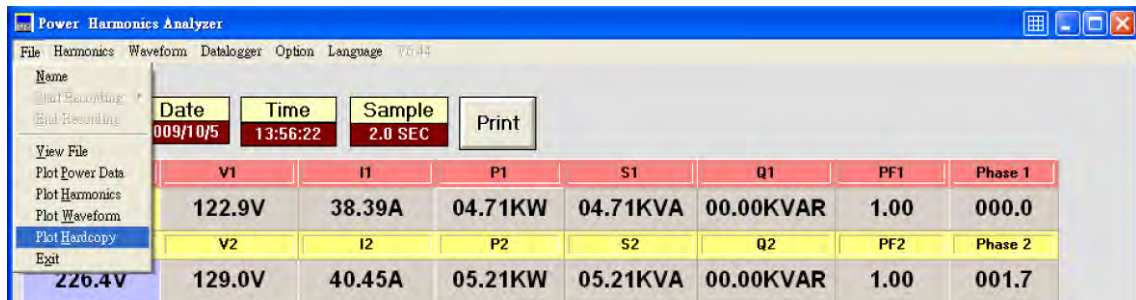 Power Harmonics Analyzer
File Harmonics Waveform Datalogger Option Language
Name
Start Recording
End Recording
Date Time Sample Print
009/10/5 13:56:22 2.0 SEC
View File
Plot Power Data
V1 I1 P1 S1 Q1 PF1 Phase 1
Plot Harmonics
Plot Waveform
122.9V 38.39A 04.71KW 04.71KVA 00.00KVAR 1.00 000.0
Plot Hardcopy
V2 I2 P2 S2 Q2 PF2 Phase 2
Exit
226.4V 129.0V 40.45A 05.21KW 05.21KVA 00.00KVAR 1.00 001.7